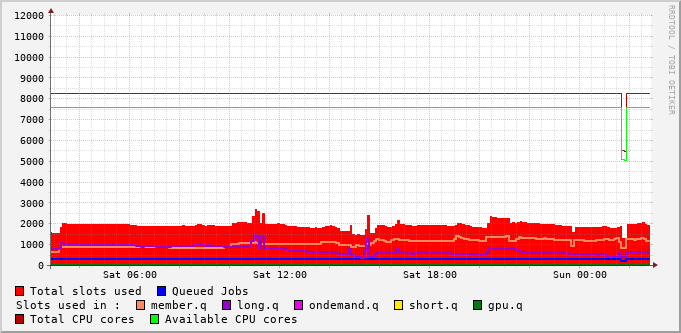 RRDTOOL / TOBI OETIKER
12000
11000
10000
9000
8000
7000
6000
5000
4000
3000
2000
1000
0
Sat 06:00 Sat 12:00 Sat 18:00 Sun 00:00
Total slots used Queued Jobs
Slots used in : member.q long.q ondemand.q short.q gpu.q
Total CPU cores Available CPU cores